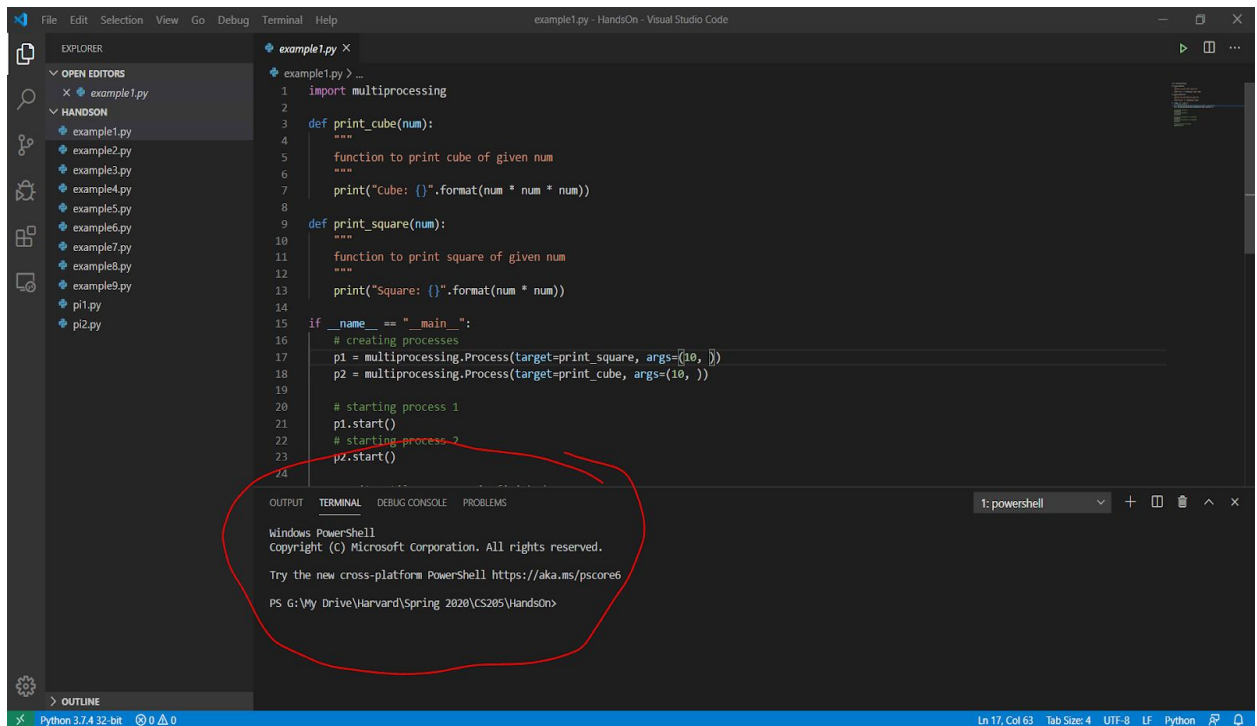 File Edit Selection View Go Debug Terminal Help
example1.py - HandsOn - Visual Studio Code
EXPLORER
OPEN EDITORS
example1.py
HANDSON
example1.py
example2.py
example3.py
example4.py
example5.py
example6.py
example7.py
example8.py
example9.py
pi1.py
pi2.py
OUTLINE
example1.py
example1.py > ...
1 import multiprocessing
2
3 def print_cube(num):
4 """
5 function to print cube of given num
6 """
7 print("Cube: {}".format(num * num * num))
8
9 def print_square(num):
10 """
11 function to print square of given num
12 """
13 print("Square: {}".format(num * num))
14
15 if __name__ == "__main__":
16 # creating processes
17 p1 = multiprocessing.Process(target=print_square, args=(10, ))
18 p2 = multiprocessing.Process(target=print_cube, args=(10, ))
19
20 # starting process 1
21 p1.start()
22 # starting process 2
23 p2.start()
24
OUTPUT TERMINAL DEBUG CONSOLE PROBLEMS
1: powershell
Windows PowerShell
Copyright (C) Microsoft Corporation. All rights reserved.
Try the new cross-platform PowerShell https://aka.ms/pscore6
PS G:\My Drive\Harvard\Spring 2020\CS205\HandsOn>
Python 3.7.4 32-bit 0 0
Ln 17, Col 63 Tab Size: 4 UTF-8 LF Python